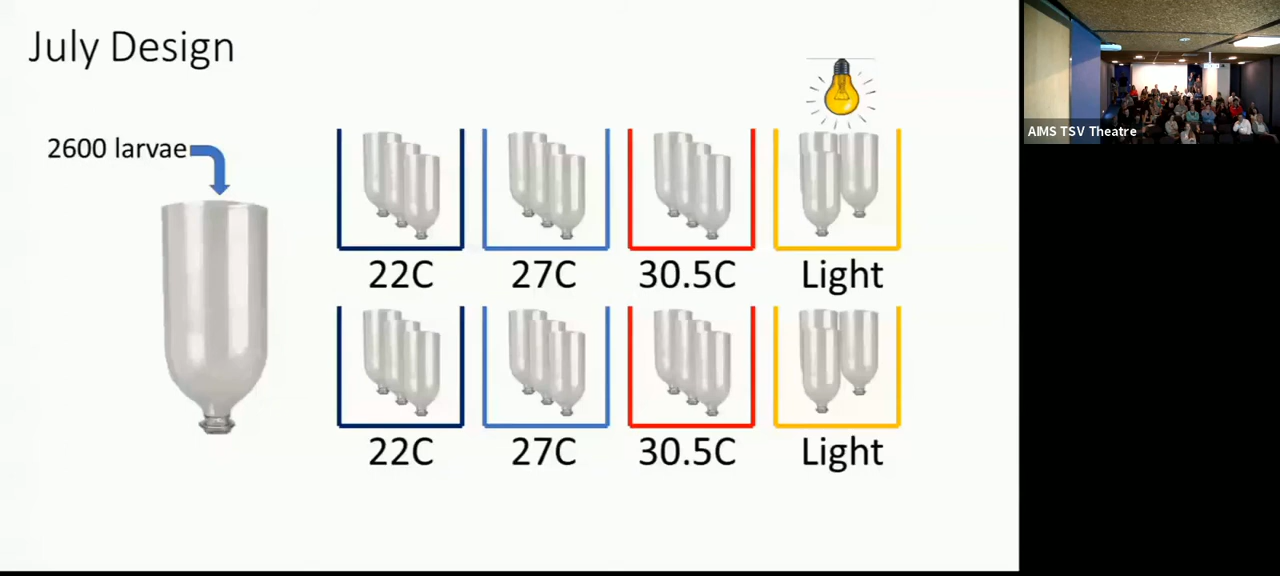 July Design
2600 larvae
22C
27C
30.5C
Light
22C
27C
30.5C
Light
AIMS TSV Theatre